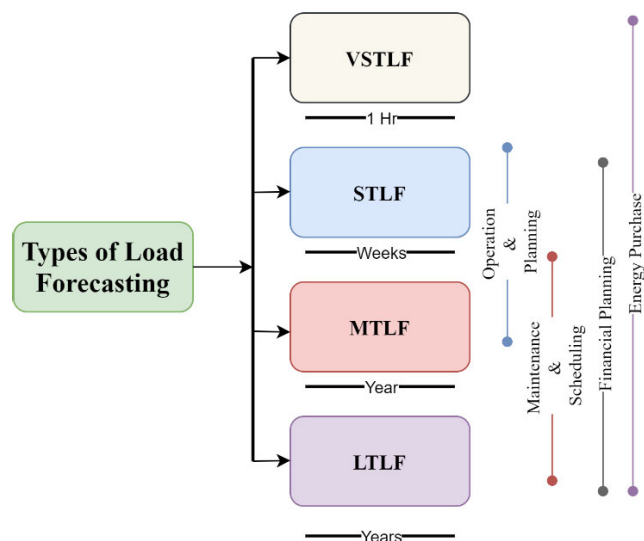 Types of Load
Forecasting
VSTLF
1 Hr
STLF
Weeks
MTLF
Year
LTLF
Years
Operation
&
Planning
Maintenance
&
Scheduling
Financial Planning
Energy Purchase